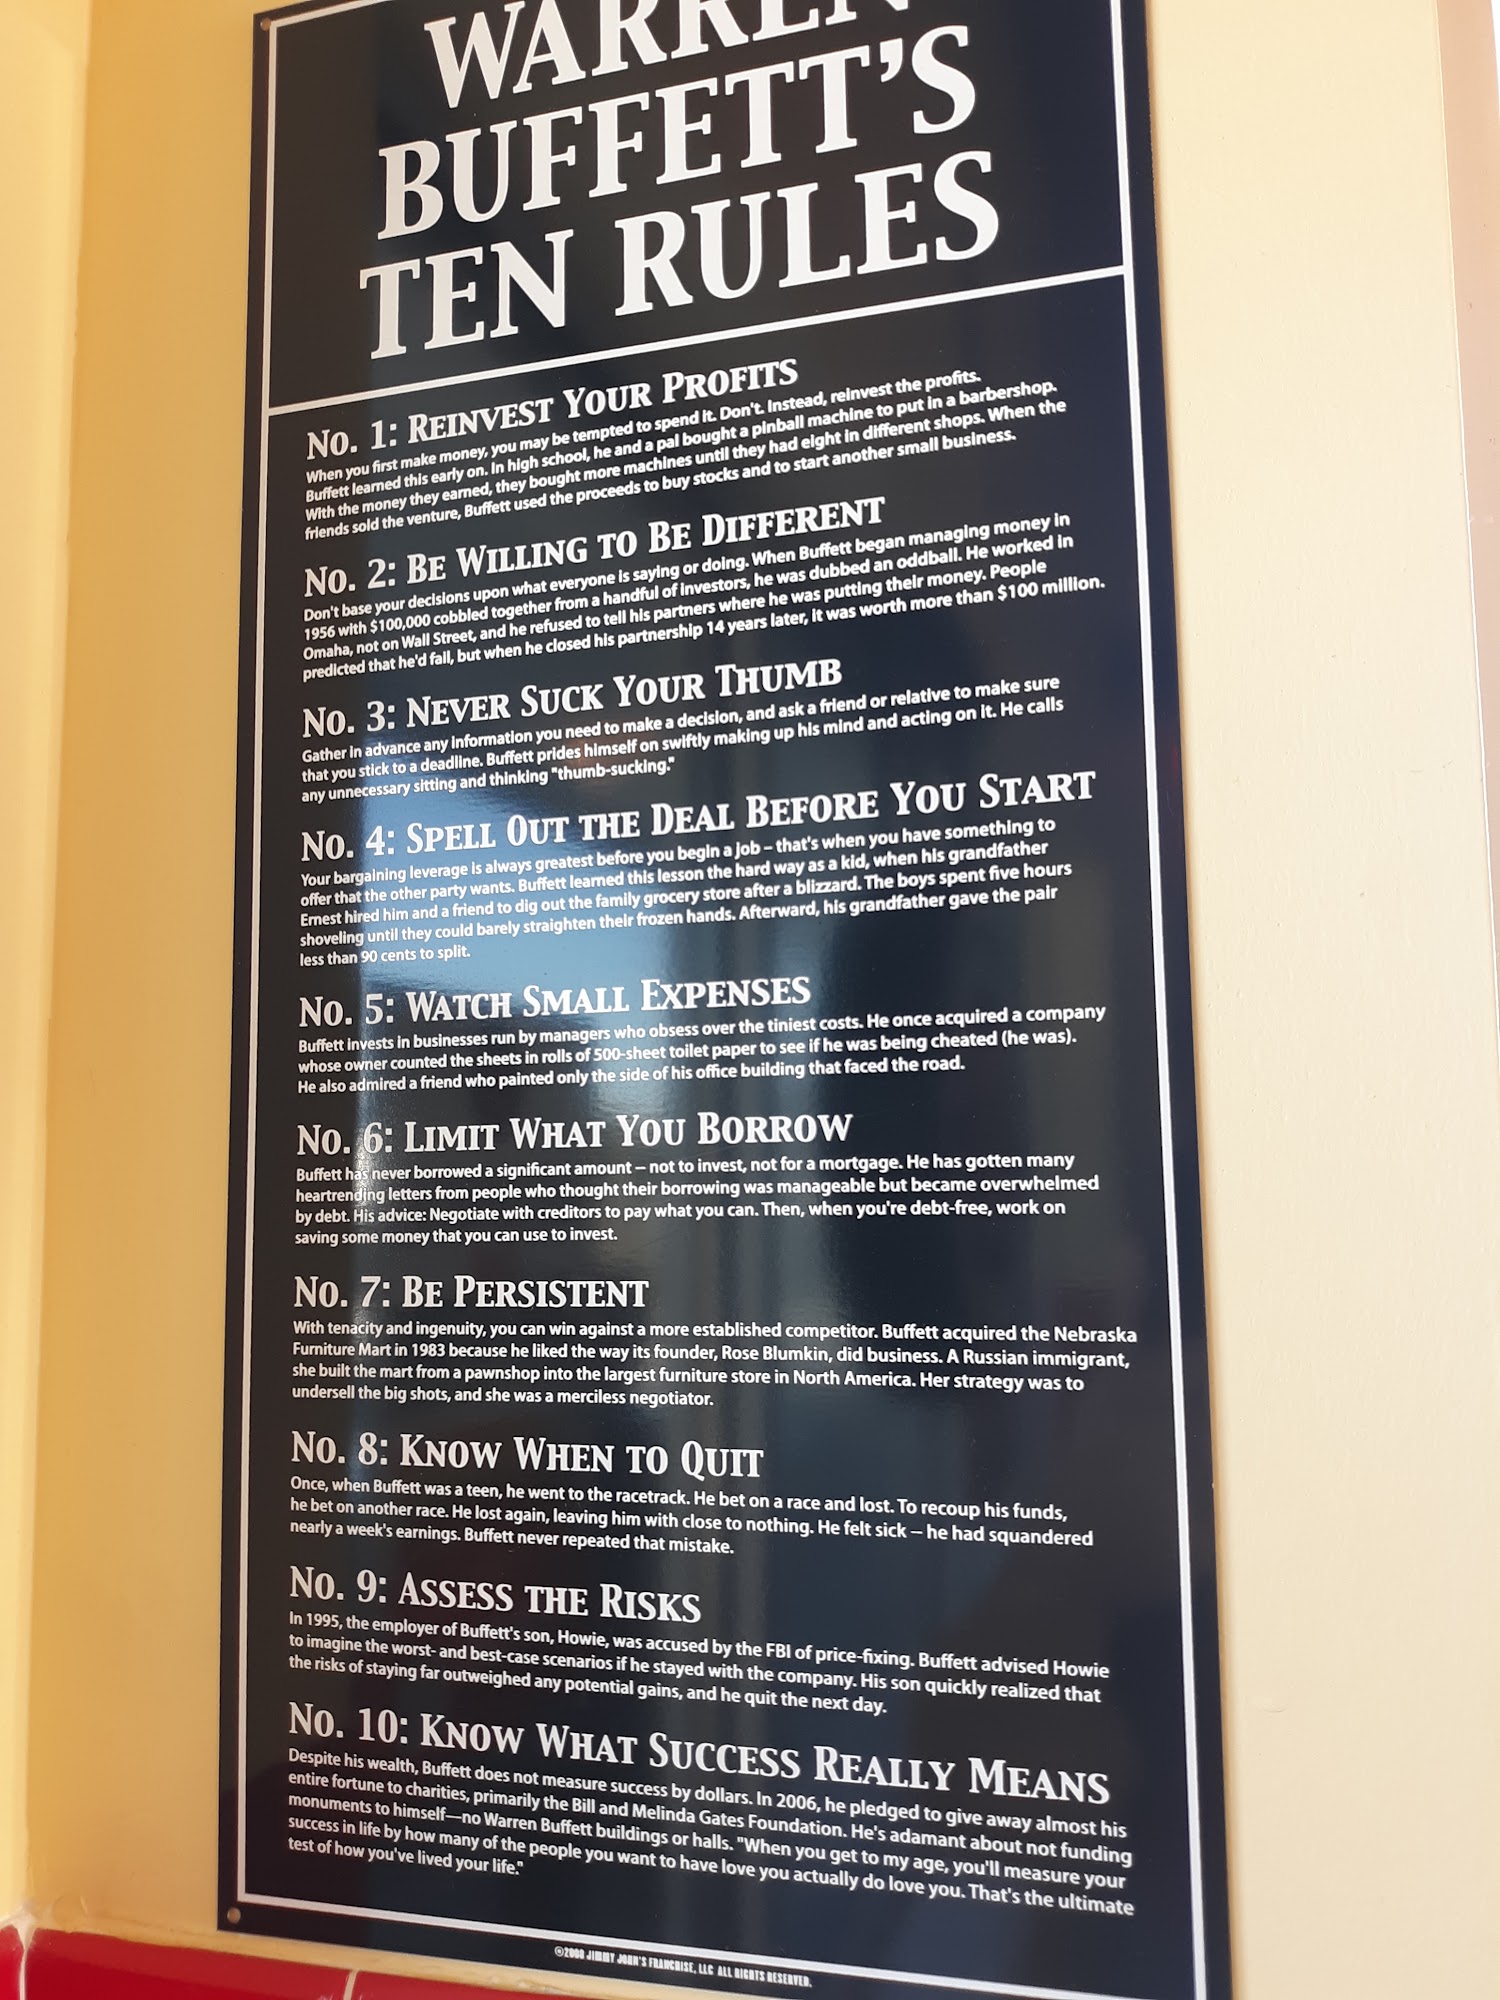 WARREN
BUFFETT'S
TEN RULES
No. 1: REINVEST YOUR PROFITS
When you first make money, you may be tempted to spend it. Don't. Instead, reinvest the profits.
Buffett learned this early on. In high school, he and a pal bought a pinball machine to put in a barbershop.
With the money they earned, they bought more machines until they had eight in different shops. When the
friends sold the venture, Buffett used the proceeds to buy stocks and to start another small business.
No. 2: BE WILLING TO BE DIFFERENT
Don't base your decisions upon what everyone is saying or doing. When Buffett began managing money in
1956 with $100,000 cobbled together from a handful of investors, he was dubbed an oddball. He worked in
Omaha, not on Wall Street, and he refused to tell his partners where he was putting their money. People
predicted that he'd fail, but when he closed his partnership 14 years later, it was worth more than $100 million.
No. 3: NEVER SUCK YOUR THUMB
Gather in advance any information you need to make a decision, and ask a friend or relative to make sure
that you stick to a deadline. Buffett prides himself on swiftly making up his mind and acting on it. He calls
any unnecessary sitting and thinking "thumb-sucking."
No. 4: SPELL OUT THE DEAL BEFORE YOU START
Your bargaining leverage is always greatest before you begin a job – that's when you have something to
offer that the other party wants. Buffett learned this lesson the hard way as a kid, when his grandfather
Ernest hired him and a friend to dig out the family grocery store after a blizzard. The boys spent five hours
shoveling until they could barely straighten their frozen hands. Afterward, his grandfather gave the pair
less than 90 cents to split.
No. 5: WATCH SMALL EXPENSES
Buffett invests in businesses run by managers who obsess over the tiniest costs. He once acquired a company
whose owner counted the sheets in rolls of 500-sheet toilet paper to see if he was being cheated (he was).
He also admired a friend who painted only the side of his office building that faced the road.
No. 6: LIMIT WHAT YOU BORROW
Buffett has never borrowed a significant amount – not to invest, not for a mortgage. He has gotten many
heartrending letters from people who thought their borrowing was manageable but became overwhelmed
by debt. His advice: Negotiate with creditors to pay what you can. Then, when you're debt-free, work on
saving some money that you can use to invest.
No. 7: BE PERSISTENT
With tenacity and ingenuity, you can win against a more established competitor. Buffett acquired the Nebraska
Furniture Mart in 1983 because he liked the way its founder, Rose Blumkin, did business. A Russian immigrant,
she built the mart from a pawnshop into the largest furniture store in North America. Her strategy was to
undersell the big shots, and she was a merciless negotiator.
No. 8: KNOW WHEN TO QUIT
Once, when Buffett was a teen, he went to the racetrack. He bet on a race and lost. To recoup his funds,
he bet on another race. He lost again, leaving him with close to nothing. He felt sick – he had squandered
nearly a week's earnings. Buffett never repeated that mistake.
No. 9: ASSESS THE RISKS
In 1995, the employer of Buffett's son, Howie, was accused by the FBI of price-fixing. Buffett advised Howie
to imagine the worst- and best-case scenarios if he stayed with the company. His son quickly realized that
the risks of staying far outweighed any potential gains, and he quit the next day.
No. 10: KNOW WHAT SUCCESS REALLY MEANS
Despite his wealth, Buffett does not measure success by dollars. In 2006, he pledged to give away almost his
entire fortune to charities, primarily the Bill and Melinda Gates Foundation. He's adamant about not funding
monuments to himself—no Warren Buffett buildings or halls. "When you get to my age, you'll measure your
success in life by how many of the people you want to have love you actually do love you. That's the ultimate
test of how you've lived your life."
©2008 JIMMY JOHN'S FRANCHISE, LLC ALL RIGHTS RESERVED.